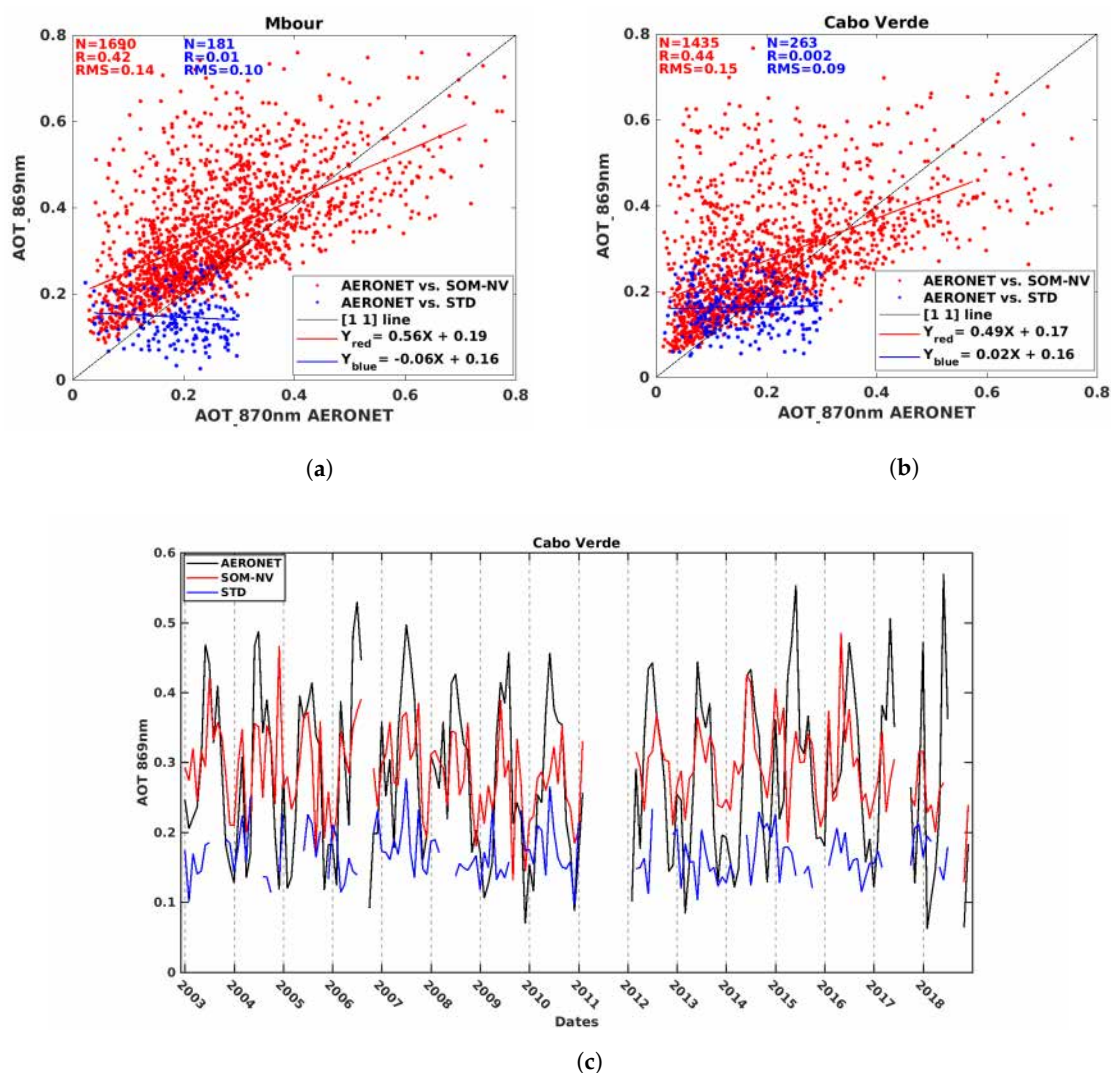 Mbour
N=1690 N=181
R=0.42 R=0.01
RMS=0.14 RMS=0.10
0.8
0.6
0.4
0.2
0
AOT_869nm
AERONET vs. SOM-NV
AERONET vs. STD
[1 1] line
Yred= 0.56X + 0.19
Yblue= -0.06X + 0.16
0 0.2 0.4 0.6 0.8
AOT_870nm AERONET
(a)
Cabo Verde
N=1435 N=263
R=0.44 R=0.002
RMS=0.15 RMS=0.09
0.8
0.6
0.4
0.2
0
AOT_869nm
AERONET vs. SOM-NV
AERONET vs. STD
[1 1] line
Yred= 0.49X + 0.17
Yblue= 0.02X + 0.16
0 0.2 0.4 0.6 0.8
AOT_870nm AERONET
(b)
Cabo Verde
AERONET
SOM-NV
STD
0.6
0.5
0.4
0.3
0.2
0.1
0
AOT 869nm
2003 2004 2005 2006 2007 2008 2009 2010 2011 2012 2013 2014 2015 2016 2017 2018
Dates
(c)